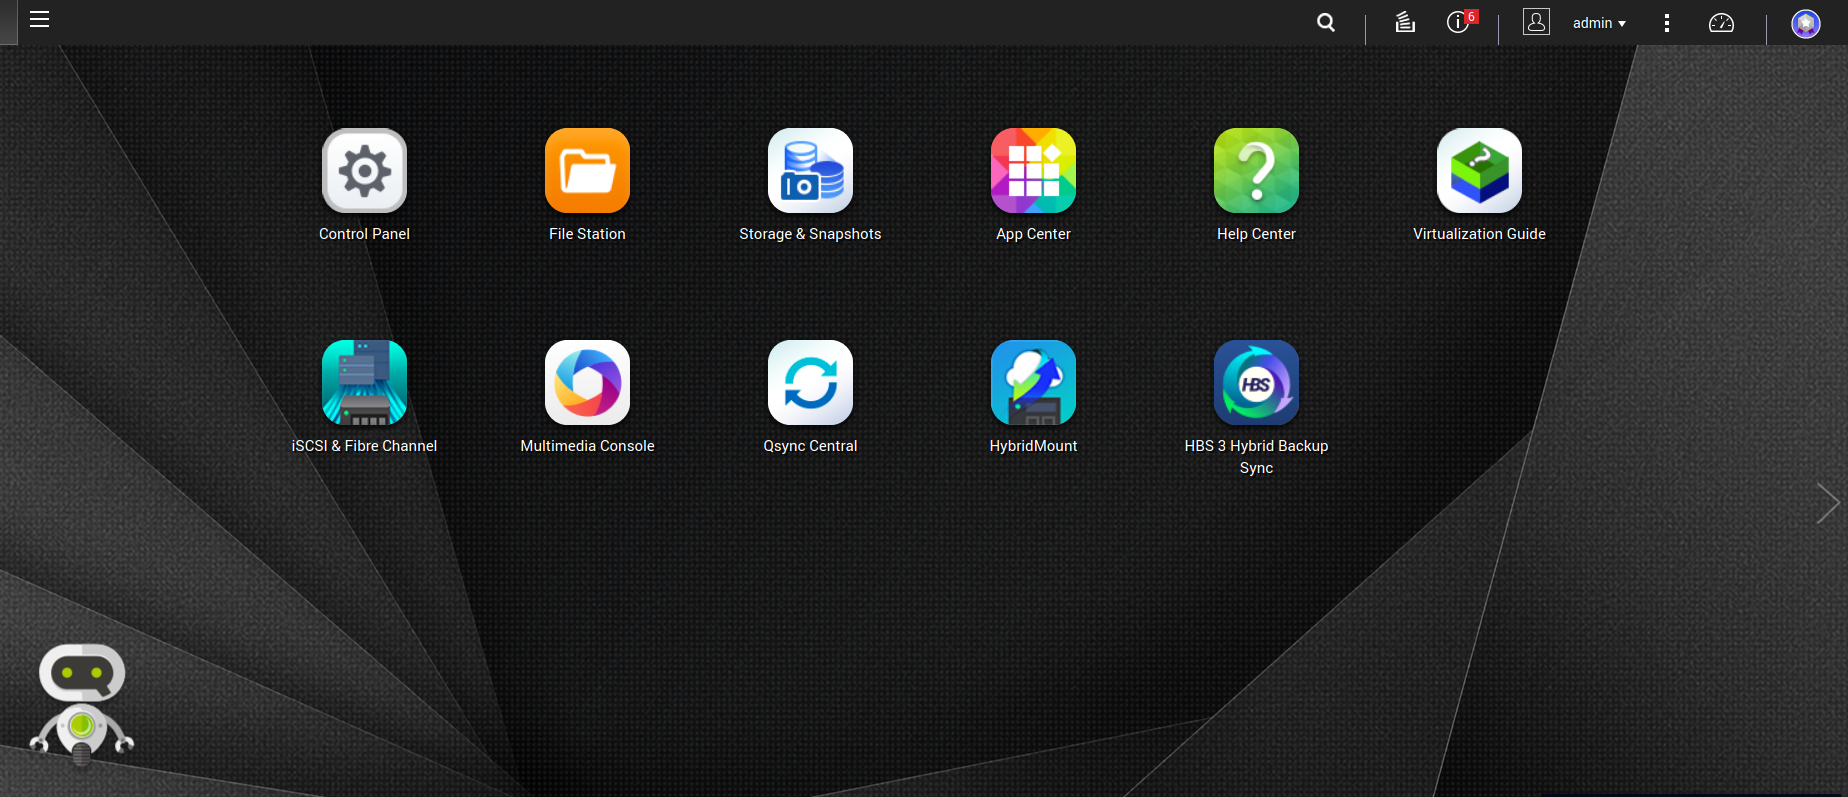 6
admin
Control Panel
File Station
Storage & Snapshots
App Center
Help Center
Virtualization Guide
iSCSI & Fibre Channel
Multimedia Console
Qsync Central
HybridMount
HBS
HBS 3 Hybrid Backup
Sync